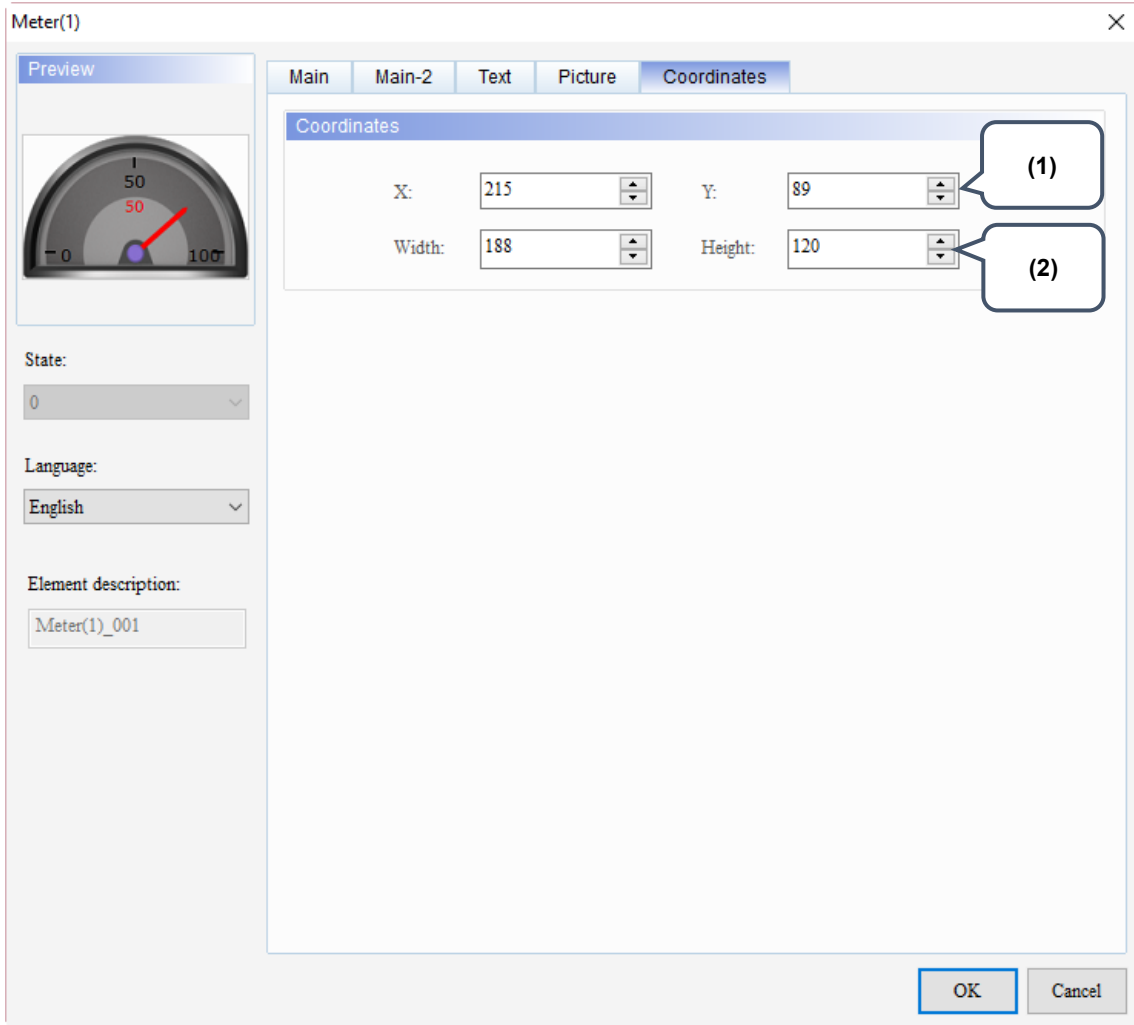 Meter(1)
Preview
Main Main-2 Text Picture Coordinates
Coordinates
50
50
0 100
X: 215 Y: 89
(1)
Width: 188 Height: 120
(2)
State:
0
Language:
English
Element description:
Meter(1)_001
OK Cancel